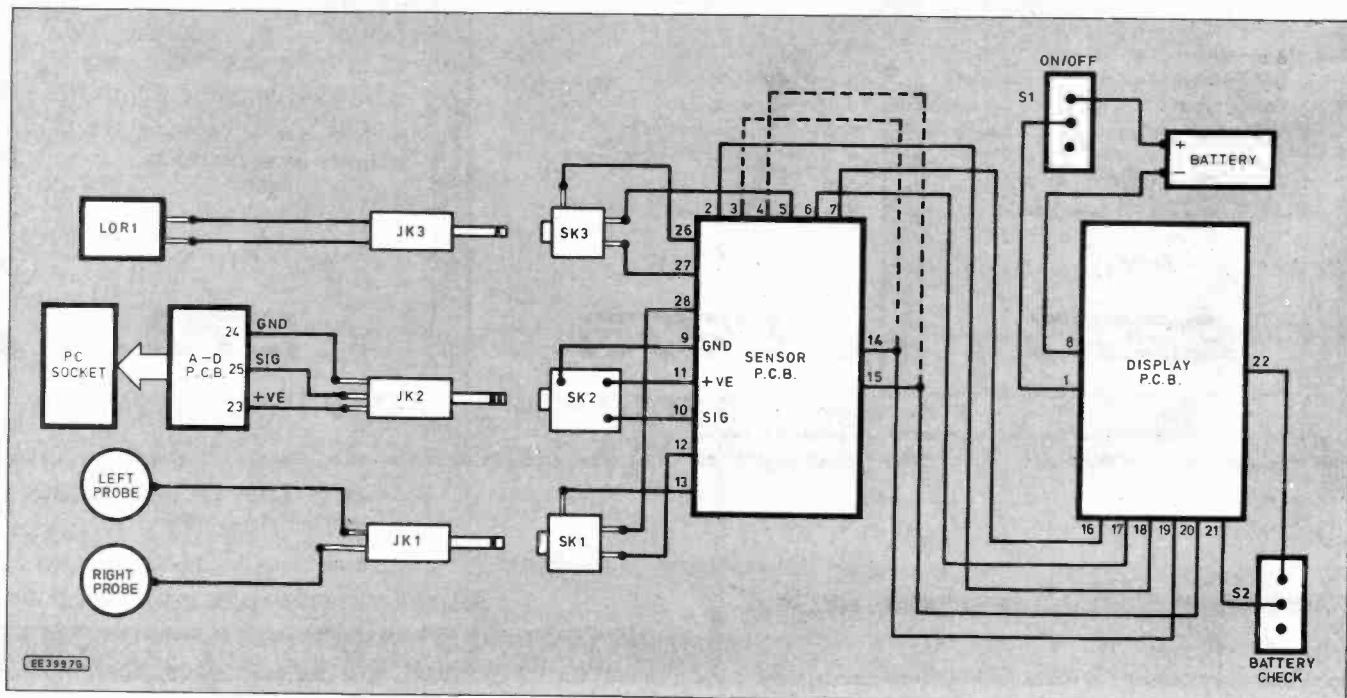 ON/OFF
S1
+
BATTERY
−
2 3 4 5 6 7
LDR1
JK3
SK3
26
27
28
24 GND
PC SOCKET
A-D P.C.B.
25 SIG
23 +VE
JK2
SK2
9 GND
11 +VE
10 SIG
SENSOR P.C.B.
14
15
8
1
DISPLAY P.C.B.
22
12
13
LEFT PROBE
RIGHT PROBE
JK1
SK1
16 17 18 19 20 21
S2
BATTERY CHECK
EE3997G